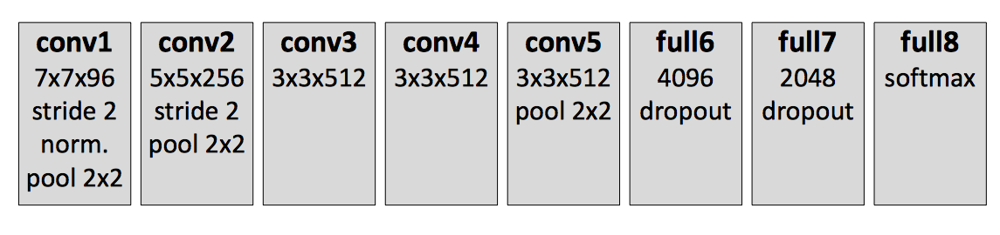 conv1
7x7x96
stride 2
norm.
pool 2x2
conv2
5x5x256
stride 2
pool 2x2
conv3
3x3x512
conv4
3x3x512
conv5
3x3x512
pool 2x2
full6
4096
dropout
full7
2048
dropout
full8
softmax